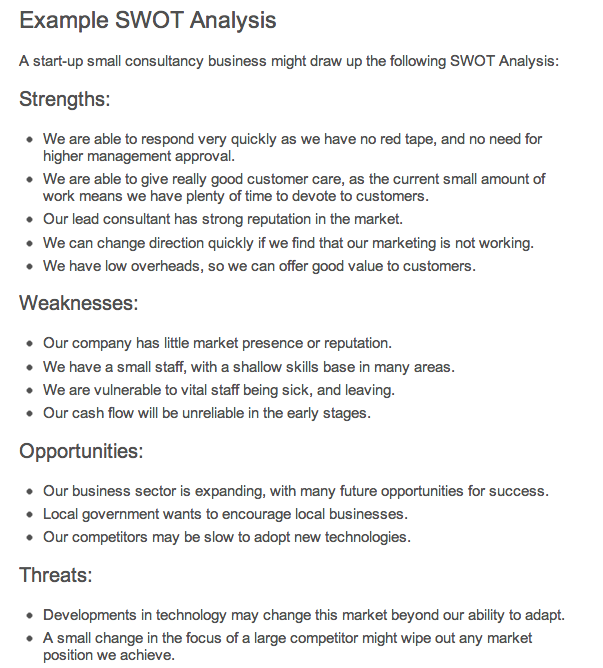 Example SWOT Analysis
A start-up small consultancy business might draw up the following SWOT Analysis:
Strengths:
• We are able to respond very quickly as we have no red tape, and no need for
higher management approval.
• We are able to give really good customer care, as the current small amount of
work means we have plenty of time to devote to customers.
• Our lead consultant has strong reputation in the market.
• We can change direction quickly if we find that our marketing is not working.
• We have low overheads, so we can offer good value to customers.
Weaknesses:
• Our company has little market presence or reputation.
• We have a small staff, with a shallow skills base in many areas.
• We are vulnerable to vital staff being sick, and leaving.
• Our cash flow will be unreliable in the early stages.
Opportunities:
• Our business sector is expanding, with many future opportunities for success.
• Local government wants to encourage local businesses.
• Our competitors may be slow to adopt new technologies.
Threats:
• Developments in technology may change this market beyond our ability to adapt.
• A small change in the focus of a large competitor might wipe out any market
position we achieve.